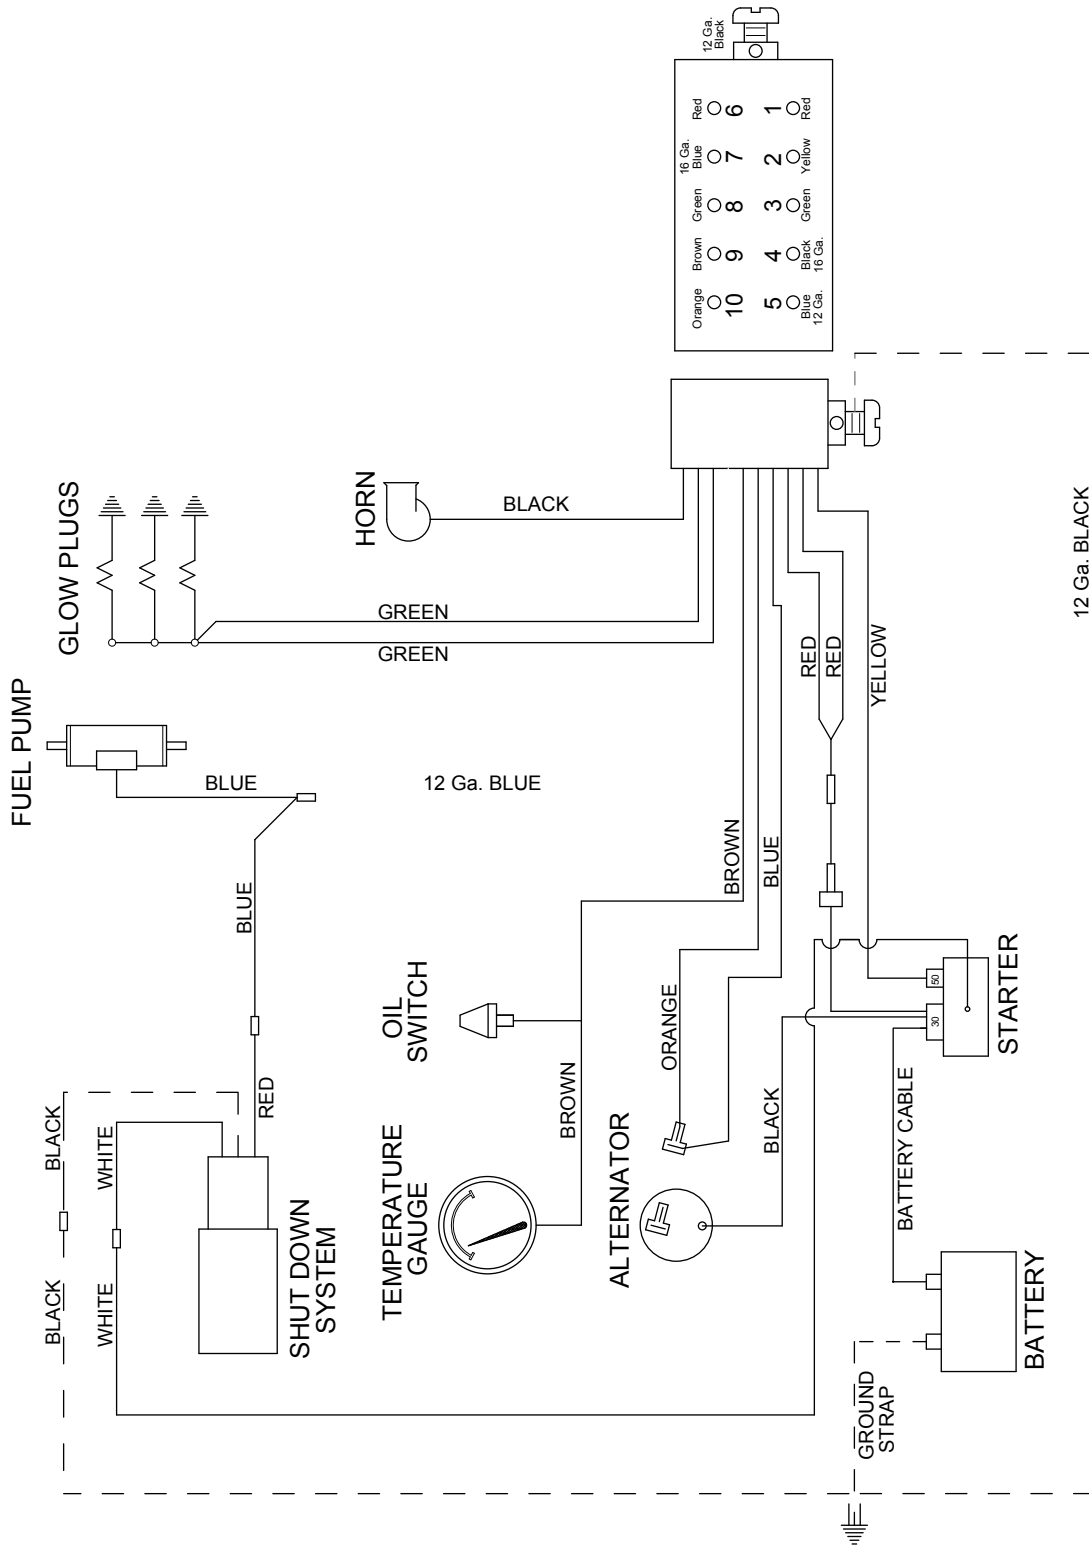 FUEL PUMP
GLOW PLUGS
HORN
BLACK
GREEN
GREEN
BLUE
12 Ga. BLUE
BLUE
RED
BLACK
BLACK
WHITE
WHITE
SHUT DOWN
SYSTEM
OIL
SWITCH
TEMPERATURE
GAUGE
BROWN
BROWN
BLUE
ORANGE
ALTERNATOR
BLACK
RED
RED
YELLOW
50
30
STARTER
BATTERY CABLE
BATTERY
GROUND
STRAP
12 Ga. BLACK
12 Ga.
Black
Orange
Brown
Green
16 Ga.
Blue
Red
10
9
8
7
6
5
4
3
2
1
Blue
12 Ga.
Black
16 Ga.
Green
Yellow
Red